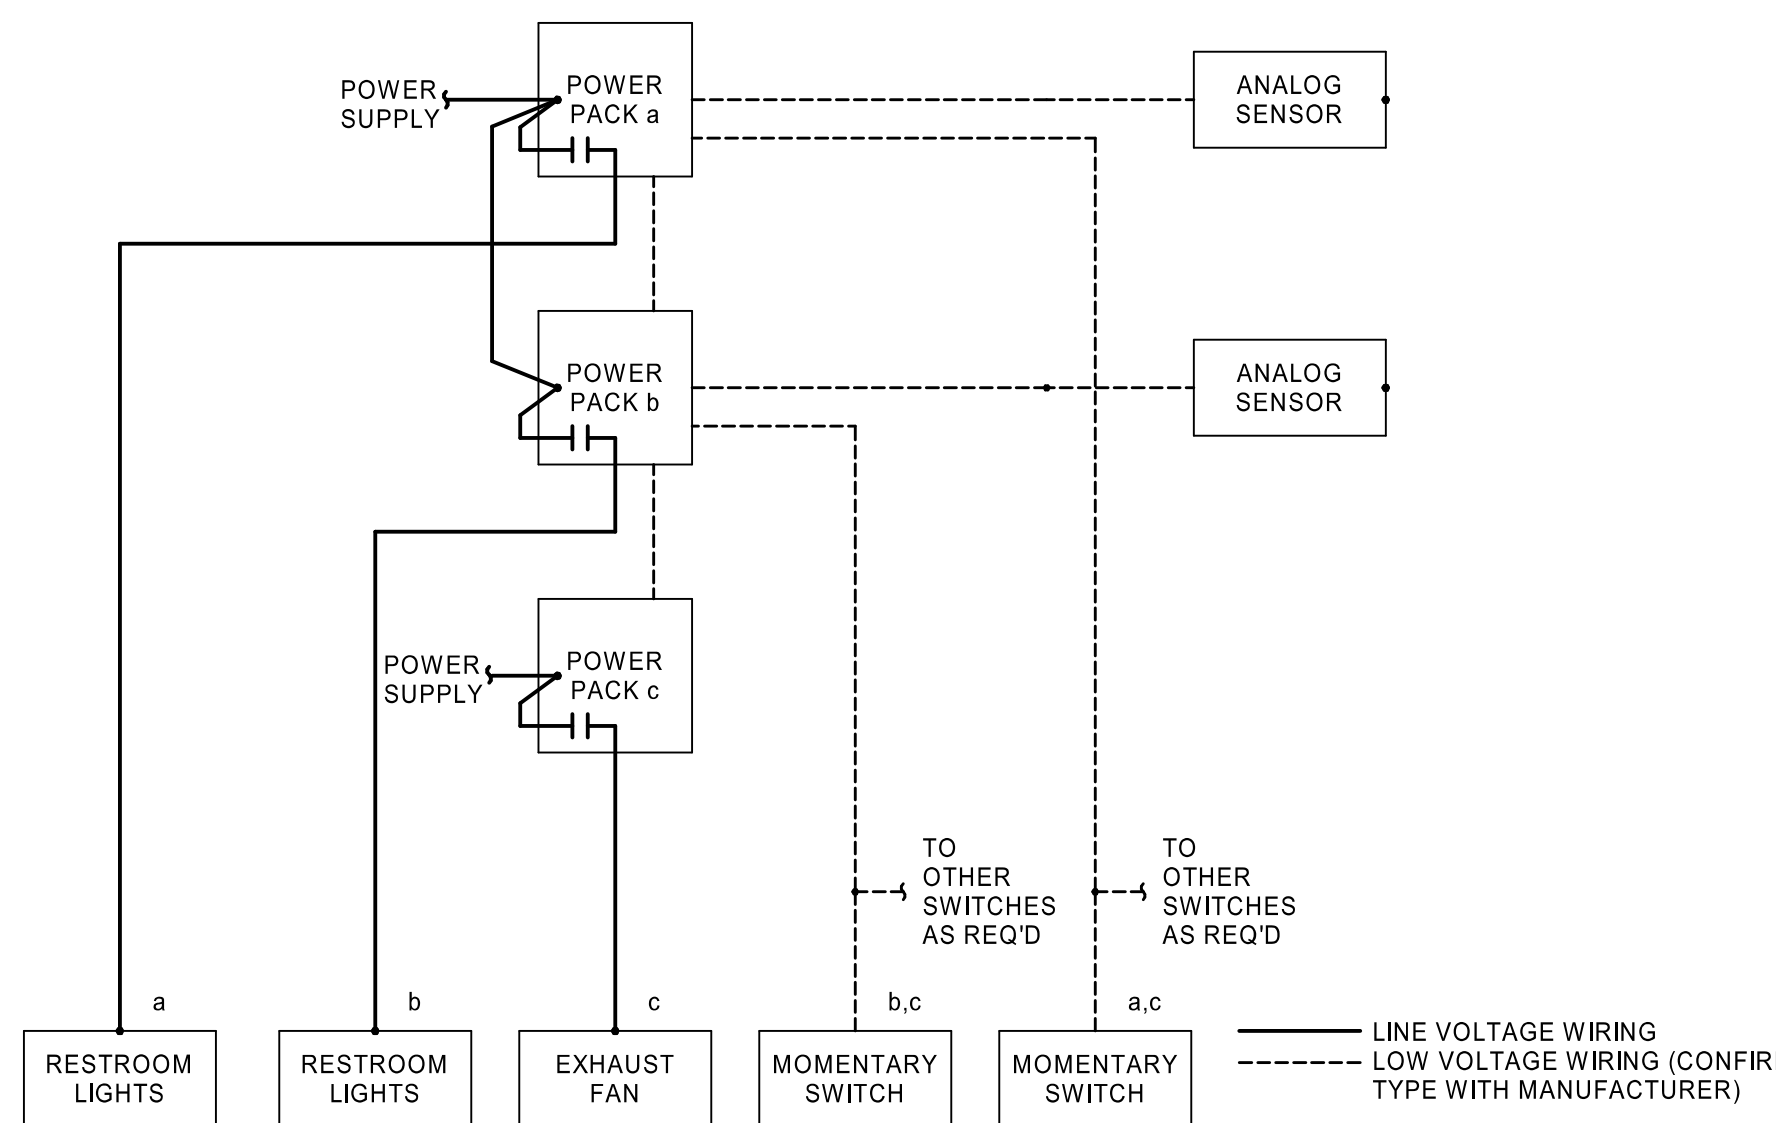 POWER
SUPPLY
POWER
PACK a
ANALOG
SENSOR
POWER
PACK b
ANALOG
SENSOR
POWER
SUPPLY
POWER
PACK c
TO
OTHER
SWITCHES
AS REQ'D
TO
OTHER
SWITCHES
AS REQ'D
a
b
c
b,c
a,c
RESTROOM
LIGHTS
RESTROOM
LIGHTS
EXHAUST
FAN
MOMENTARY
SWITCH
MOMENTARY
SWITCH
LINE VOLTAGE WIRING
LOW VOLTAGE WIRING (CONFIR
TYPE WITH MANUFACTURER)